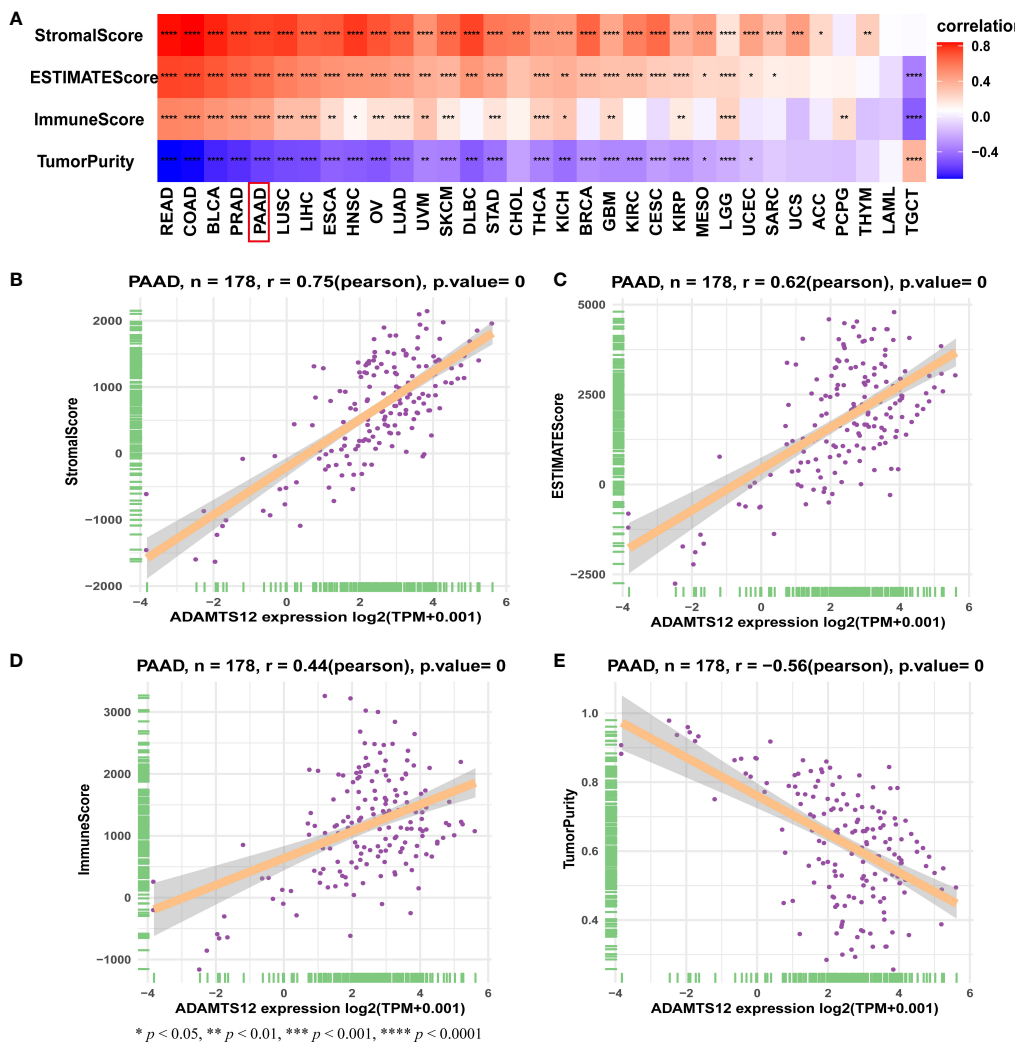 A
StromalScore **** **** **** **** **** **** **** **** **** **** **** **** **** **** **** *** **** **** **** **** **** **** **** **** **** **** *** * **
ESTIMATEScore **** **** **** **** **** **** **** **** **** **** **** *** *** *** **** **** ** **** **** **** **** **** * **** * * ****
ImmuneScore **** **** **** **** **** **** **** ** * *** **** ** *** *** **** * ** ** **** ** ****
TumorPurity **** **** **** **** **** **** **** **** **** **** **** ** *** *** **** **** *** **** **** **** **** **** * **** * ****
READ COAD BLCA PRAD PAAD LUSC LIHC ESCA HNSC OV LUAD UVM SKCM DLBC STAD CHOL THCA KICH BRCA GBM KIRC CESC KIRP MESO LGG UCEC SARC UCS ACC PCPG THYM LAML TGCT
correlation
0.8
0.4
0.0
−0.4
B
PAAD, n = 178, r = 0.75(pearson), p.value= 0
StromalScore
2000
1000
0
−1000
−2000
−4 −2 0 2 4 6
ADAMTS12 expression log2(TPM+0.001)
C
PAAD, n = 178, r = 0.62(pearson), p.value= 0
ESTIMATEScore
5000
2500
0
−2500
−4 −2 0 2 4 6
ADAMTS12 expression log2(TPM+0.001)
D
PAAD, n = 178, r = 0.44(pearson), p.value= 0
ImmuneScore
3000
2000
1000
0
−1000
−4 −2 0 2 4 6
ADAMTS12 expression log2(TPM+0.001)
E
PAAD, n = 178, r = −0.56(pearson), p.value= 0
TumorPurity
1.0
0.8
0.6
0.4
−4 −2 0 2 4 6
ADAMTS12 expression log2(TPM+0.001)
* p < 0.05, ** p < 0.01, *** p < 0.001, **** p < 0.0001